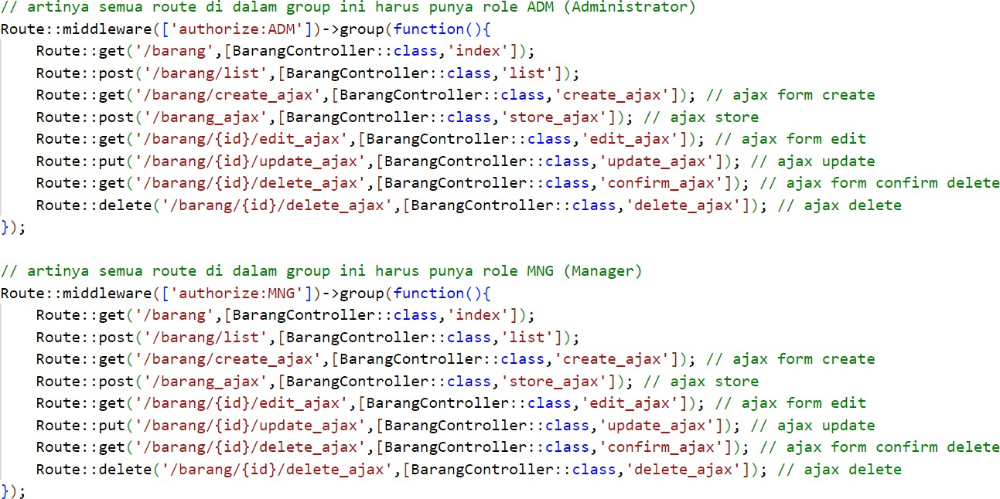 // artinya semua route di dalam group ini harus punya role ADM (Administrator)
Route::middleware(['authorize:ADM'])->group(function(){
    Route::get('/barang',[BarangController::class,'index']);
    Route::post('/barang/list',[BarangController::class,'list']);
    Route::get('/barang/create_ajax',[BarangController::class,'create_ajax']); // ajax form create
    Route::post('/barang_ajax',[BarangController::class,'store_ajax']); // ajax store
    Route::get('/barang/{id}/edit_ajax',[BarangController::class,'edit_ajax']); // ajax form edit
    Route::put('/barang/{id}/update_ajax',[BarangController::class,'update_ajax']); // ajax update
    Route::get('/barang/{id}/delete_ajax',[BarangController::class,'confirm_ajax']); // ajax form confirm delete
    Route::delete('/barang/{id}/delete_ajax',[BarangController::class,'delete_ajax']); // ajax delete
});

// artinya semua route di dalam group ini harus punya role MNG (Manager)
Route::middleware(['authorize:MNG'])->group(function(){
    Route::get('/barang',[BarangController::class,'index']);
    Route::post('/barang/list',[BarangController::class,'list']);
    Route::get('/barang/create_ajax',[BarangController::class,'create_ajax']); // ajax form create
    Route::post('/barang_ajax',[BarangController::class,'store_ajax']); // ajax store
    Route::get('/barang/{id}/edit_ajax',[BarangController::class,'edit_ajax']); // ajax form edit
    Route::put('/barang/{id}/update_ajax',[BarangController::class,'update_ajax']); // ajax update
    Route::get('/barang/{id}/delete_ajax',[BarangController::class,'confirm_ajax']); // ajax form confirm delete
    Route::delete('/barang/{id}/delete_ajax',[BarangController::class,'delete_ajax']); // ajax delete
});